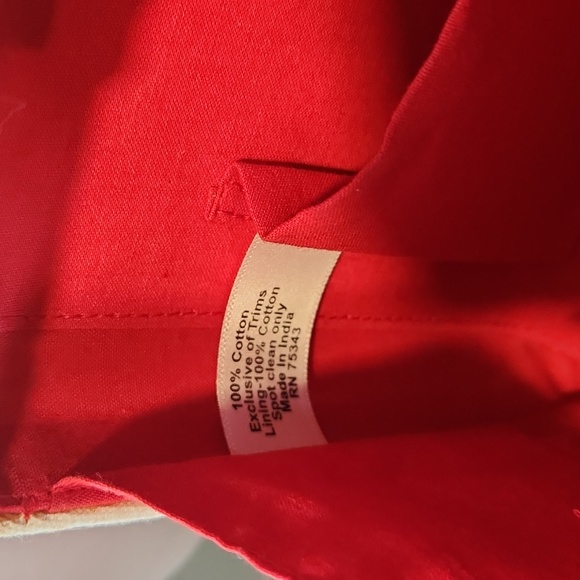 100% Cotton
Exclusive of Trims
Lining-100% Cotton
Spot clean only
Made In India
RN 75343